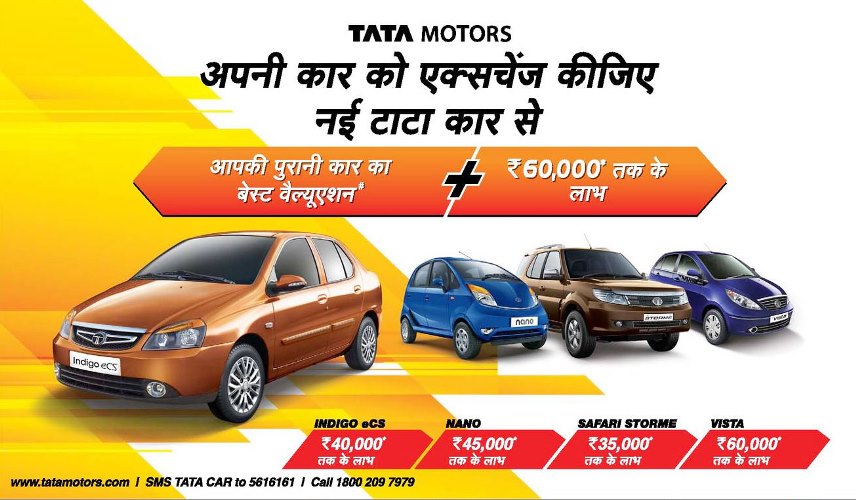 TATA MOTORS
अपनी कार को एक्सचेंज कीजिए
नई टाटा कार से
आपकी पुरानी कार का
बेस्ट वैल्यूएशन#
+
₹60,000* तक के
लाभ
Indigo eCS
nano
STORME
VISTA
INDIGO eCS
₹40,000*
तक के लाभ
NANO
₹45,000*
तक के लाभ
SAFARI STORME
₹35,000*
तक के लाभ
VISTA
₹60,000*
तक के लाभ
www.tatamotors.com | SMS TATA CAR to 5616161 | Call 1800 209 7979